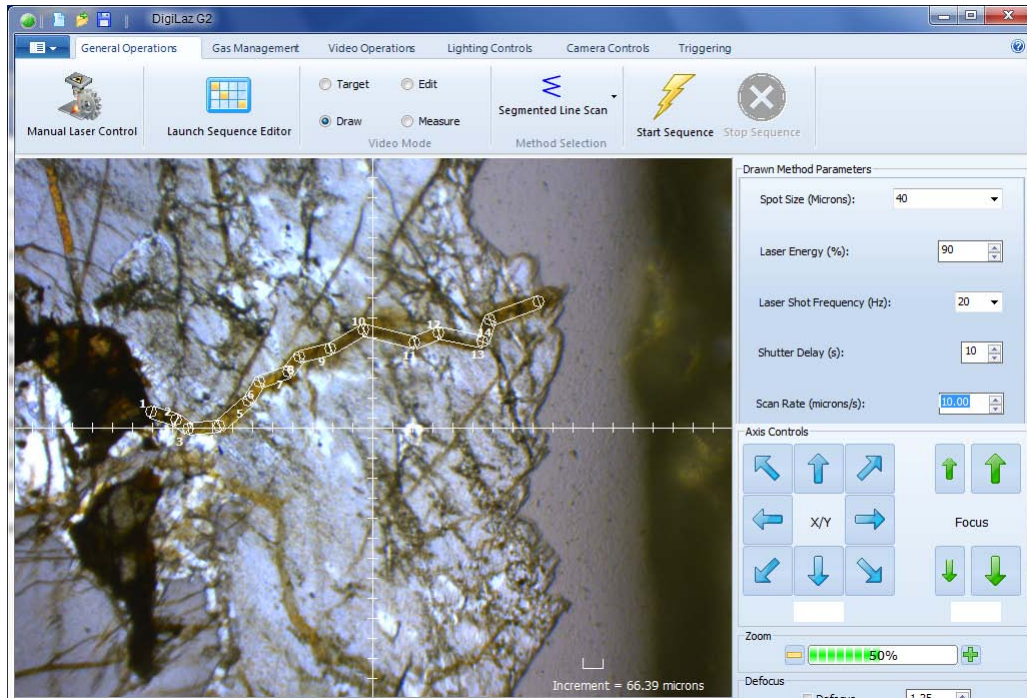 DigiLaz G2
General Operations Gas Management Video Operations Lighting Controls Camera Controls Triggering
Target Edit
Segmented Line Scan
Manual Laser Control Launch Sequence Editor Draw Measure Start Sequence Stop Sequence
Video Mode Method Selection
Drawn Method Parameters
Spot Size (Microns): 40
Laser Energy (%): 90
Laser Shot Frequency (Hz): 20
Shutter Delay (s): 10
Scan Rate (microns/s): 10.00
1 2 3 5 6 7 8 9 10 11 12 13 14
Axis Controls
X/Y Focus
Zoom
50%
Defocus
Defocus 1.25
Increment = 66.39 microns